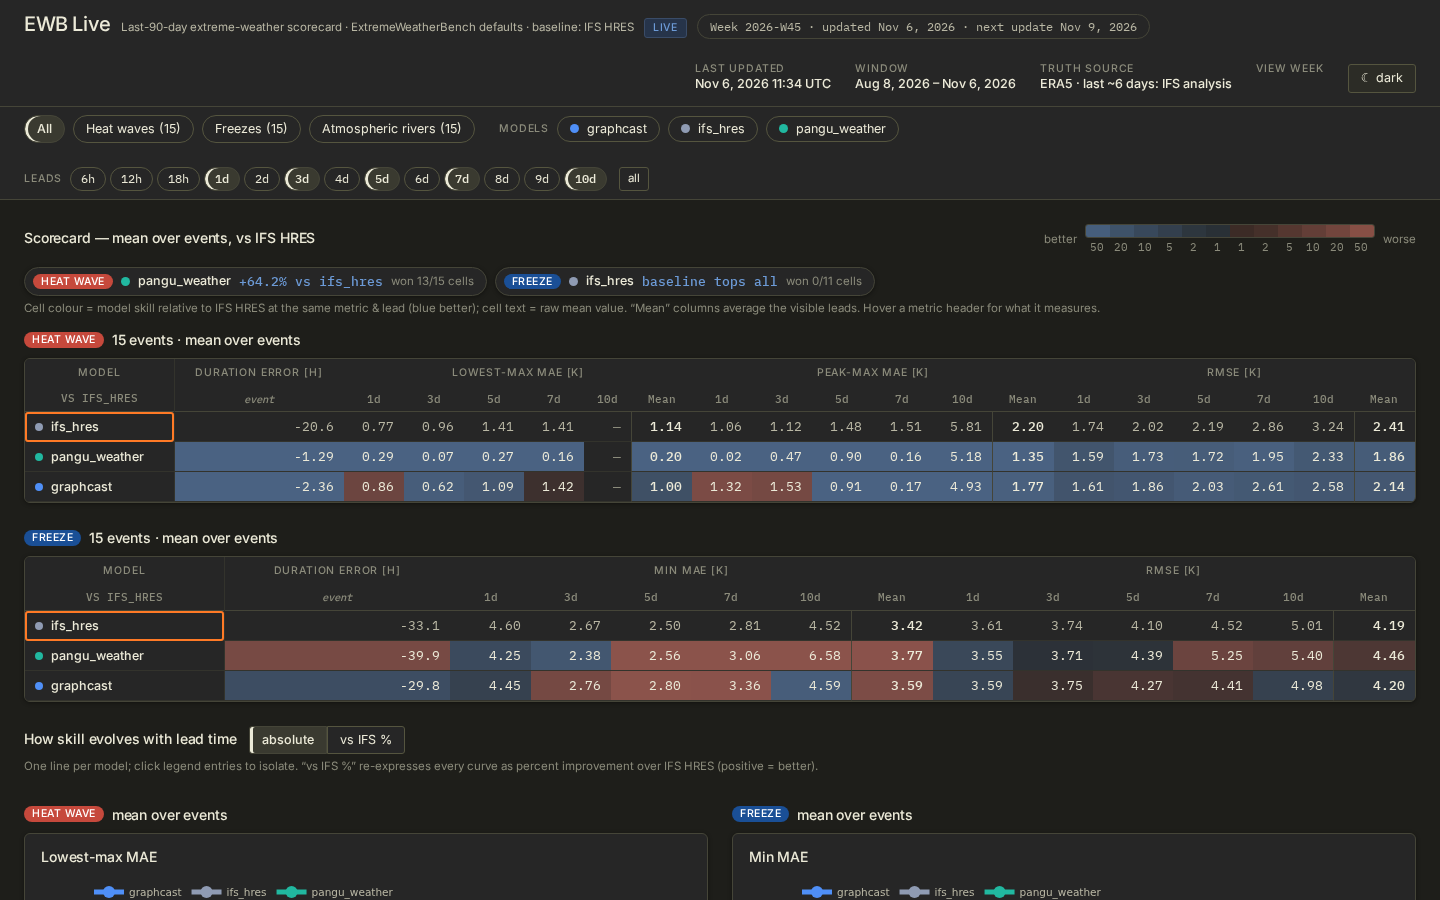 EWB Live Last-90-day extreme-weather scorecard · ExtremeWeatherBench defaults · baseline: IFS HRES LIVE Week 2026-W45 · updated Nov 6, 2026 · next update Nov 9, 2026
LAST UPDATED WINDOW TRUTH SOURCE VIEW WEEK
Nov 6, 2026 11:34 UTC Aug 8, 2026 – Nov 6, 2026 ERA5 · last ~6 days: IFS analysis ☾ dark
All Heat waves (15) Freezes (15) Atmospheric rivers (15) MODELS graphcast ifs_hres pangu_weather
LEADS 6h 12h 18h 1d 2d 3d 4d 5d 6d 7d 8d 9d 10d all
Scorecard — mean over events, vs IFS HRES better worse
50 20 10 5 2 1 1 2 5 10 20 50
HEAT WAVE pangu_weather +64.2% vs ifs_hres won 13/15 cells FREEZE ifs_hres baseline tops all won 0/11 cells
Cell colour = model skill relative to IFS HRES at the same metric & lead (blue better); cell text = raw mean value. “Mean” columns average the visible leads. Hover a metric header for what it measures.
HEAT WAVE 15 events · mean over events
MODEL DURATION ERROR [H] LOWEST-MAX MAE [K] PEAK-MAX MAE [K] RMSE [K]
VS IFS_HRES event 1d 3d 5d 7d 10d Mean 1d 3d 5d 7d 10d Mean 1d 3d 5d 7d 10d Mean
ifs_hres -20.6 0.77 0.96 1.41 1.41 — 1.14 1.06 1.12 1.48 1.51 5.81 2.20 1.74 2.02 2.19 2.86 3.24 2.41
pangu_weather -1.29 0.29 0.07 0.27 0.16 — 0.20 0.02 0.47 0.90 0.16 5.18 1.35 1.59 1.73 1.72 1.95 2.33 1.86
graphcast -2.36 0.86 0.62 1.09 1.42 — 1.00 1.32 1.53 0.91 0.17 4.93 1.77 1.61 1.86 2.03 2.61 2.58 2.14
FREEZE 15 events · mean over events
MODEL DURATION ERROR [H] MIN MAE [K] RMSE [K]
VS IFS_HRES event 1d 3d 5d 7d 10d Mean 1d 3d 5d 7d 10d Mean
ifs_hres -33.1 4.60 2.67 2.50 2.81 4.52 3.42 3.61 3.74 4.10 4.52 5.01 4.19
pangu_weather -39.9 4.25 2.38 2.56 3.06 6.58 3.77 3.55 3.71 4.39 5.25 5.40 4.46
graphcast -29.8 4.45 2.76 2.80 3.36 4.59 3.59 3.59 3.75 4.27 4.41 4.98 4.20
How skill evolves with lead time absolute vs IFS %
One line per model; click legend entries to isolate. “vs IFS %” re-expresses every curve as percent improvement over IFS HRES (positive = better).
HEAT WAVE mean over events FREEZE mean over events
Lowest-max MAE Min MAE
graphcast ifs_hres pangu_weather graphcast ifs_hres pangu_weather